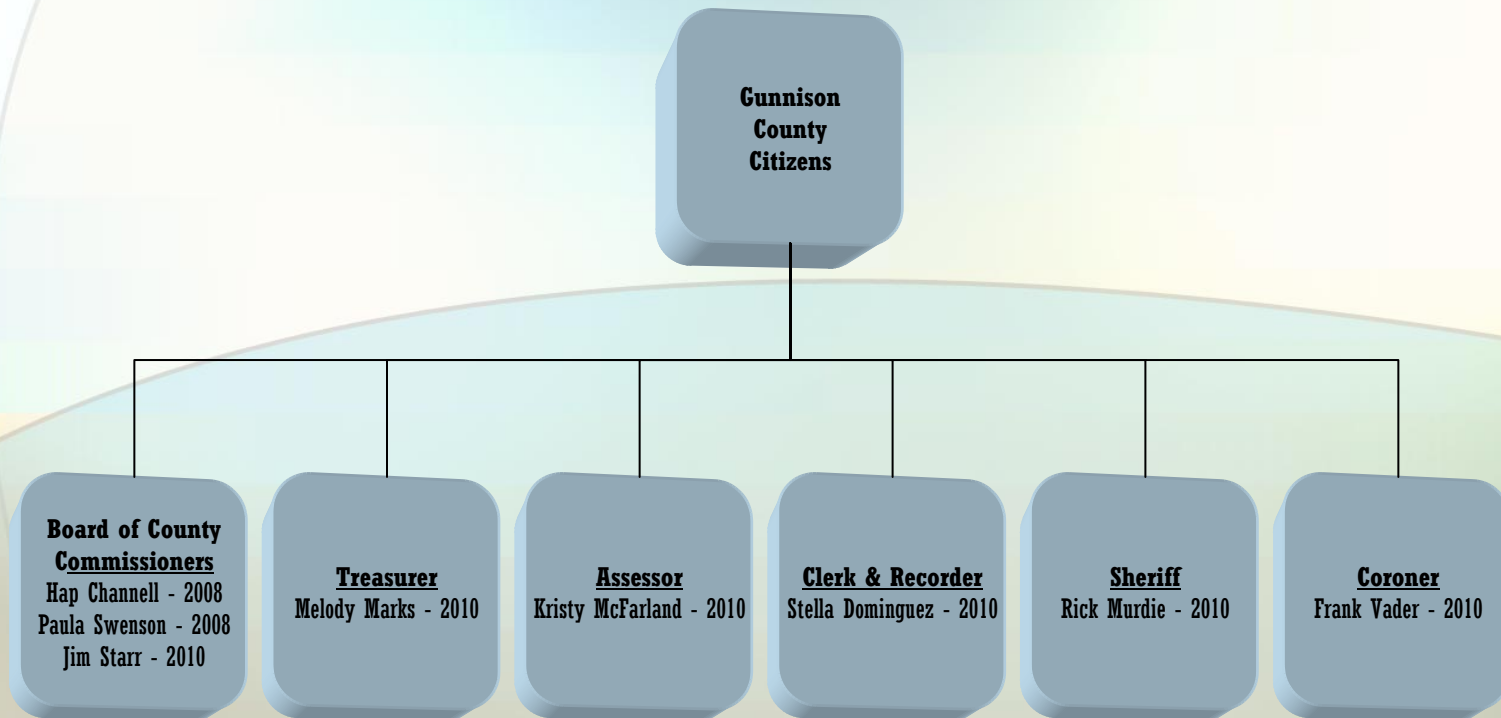 Gunnison
County
Citizens
Board of County
Commissioners
Hap Channell - 2008
Paula Swenson - 2008
Jim Starr - 2010
Treasurer
Melody Marks - 2010
Assessor
Kristy McFarland - 2010
Clerk & Recorder
Stella Dominguez - 2010
Sheriff
Rick Murdie - 2010
Coroner
Frank Vader - 2010